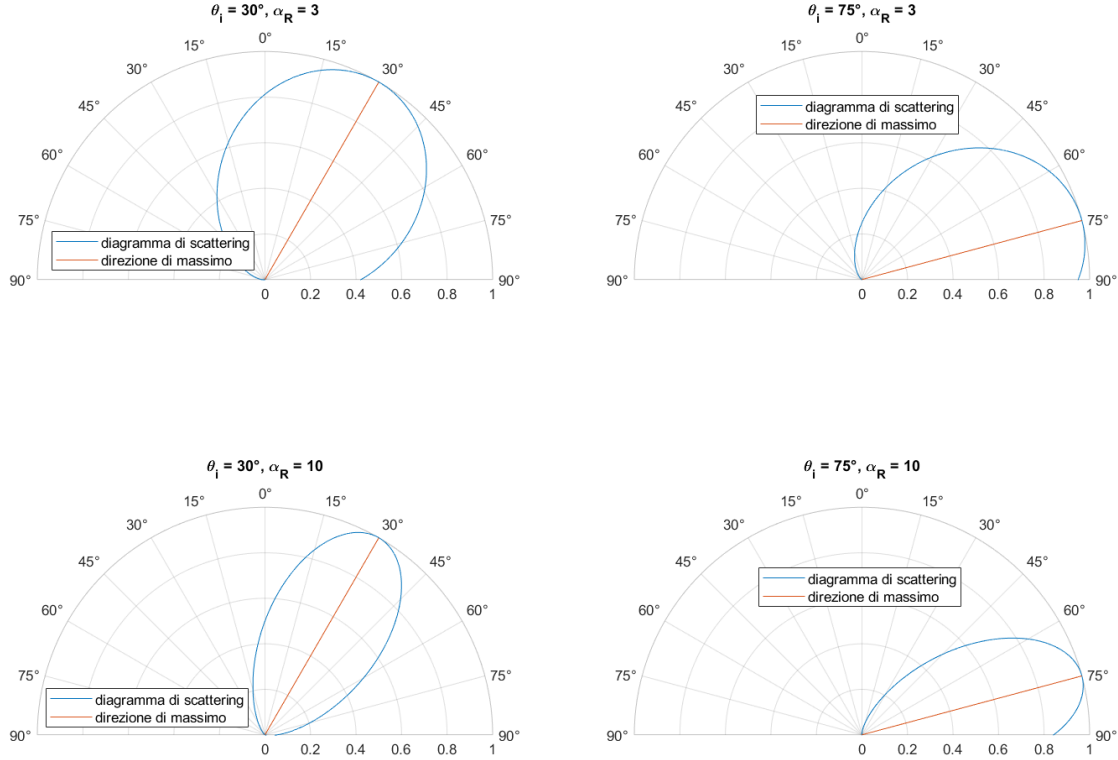 θi = 30°, αR = 3
0°
15° 15°
30° 30°
45° 45°
60° 60°
75° 75°
90° 90°
diagramma di scattering
direzione di massimo
0 0.2 0.4 0.6 0.8 1
θi = 75°, αR = 3
0°
15° 15°
30° 30°
45° 45°
60° 60°
75° 75°
90° 90°
diagramma di scattering
direzione di massimo
0 0.2 0.4 0.6 0.8 1
θi = 30°, αR = 10
0°
15° 15°
30° 30°
45° 45°
60° 60°
75° 75°
90° 90°
diagramma di scattering
direzione di massimo
0 0.2 0.4 0.6 0.8 1
θi = 75°, αR = 10
0°
15° 15°
30° 30°
45° 45°
60° 60°
75° 75°
90° 90°
diagramma di scattering
direzione di massimo
0 0.2 0.4 0.6 0.8 1